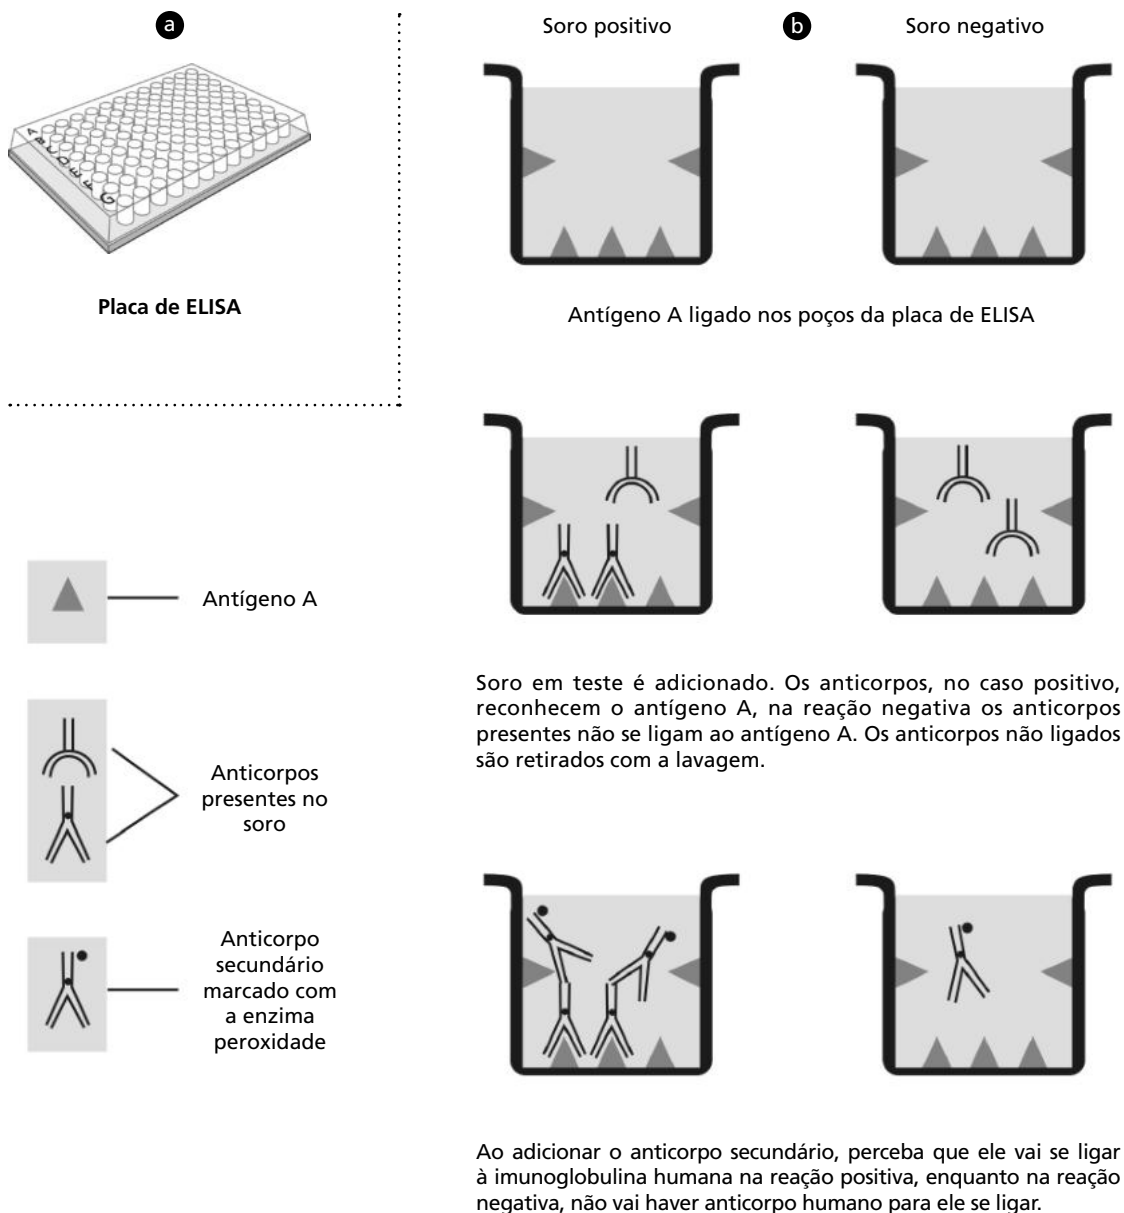 a
Placa de ELISA
Soro positivo
b
Soro negativo
Antígeno A ligado nos poços da placa de ELISA
Antígeno A
Anticorpos
presentes no
soro
Anticorpo
secundário
marcado com
a enzima
peroxidade
Soro em teste é adicionado. Os anticorpos, no caso positivo,
reconhecem o antígeno A, na reação negativa os anticorpos
presentes não se ligam ao antígeno A. Os anticorpos não ligados
são retirados com a lavagem.
Ao adicionar o anticorpo secundário, perceba que ele vai se ligar
à imunoglobulina humana na reação positiva, enquanto na reação
negativa, não vai haver anticorpo humano para ele se ligar.